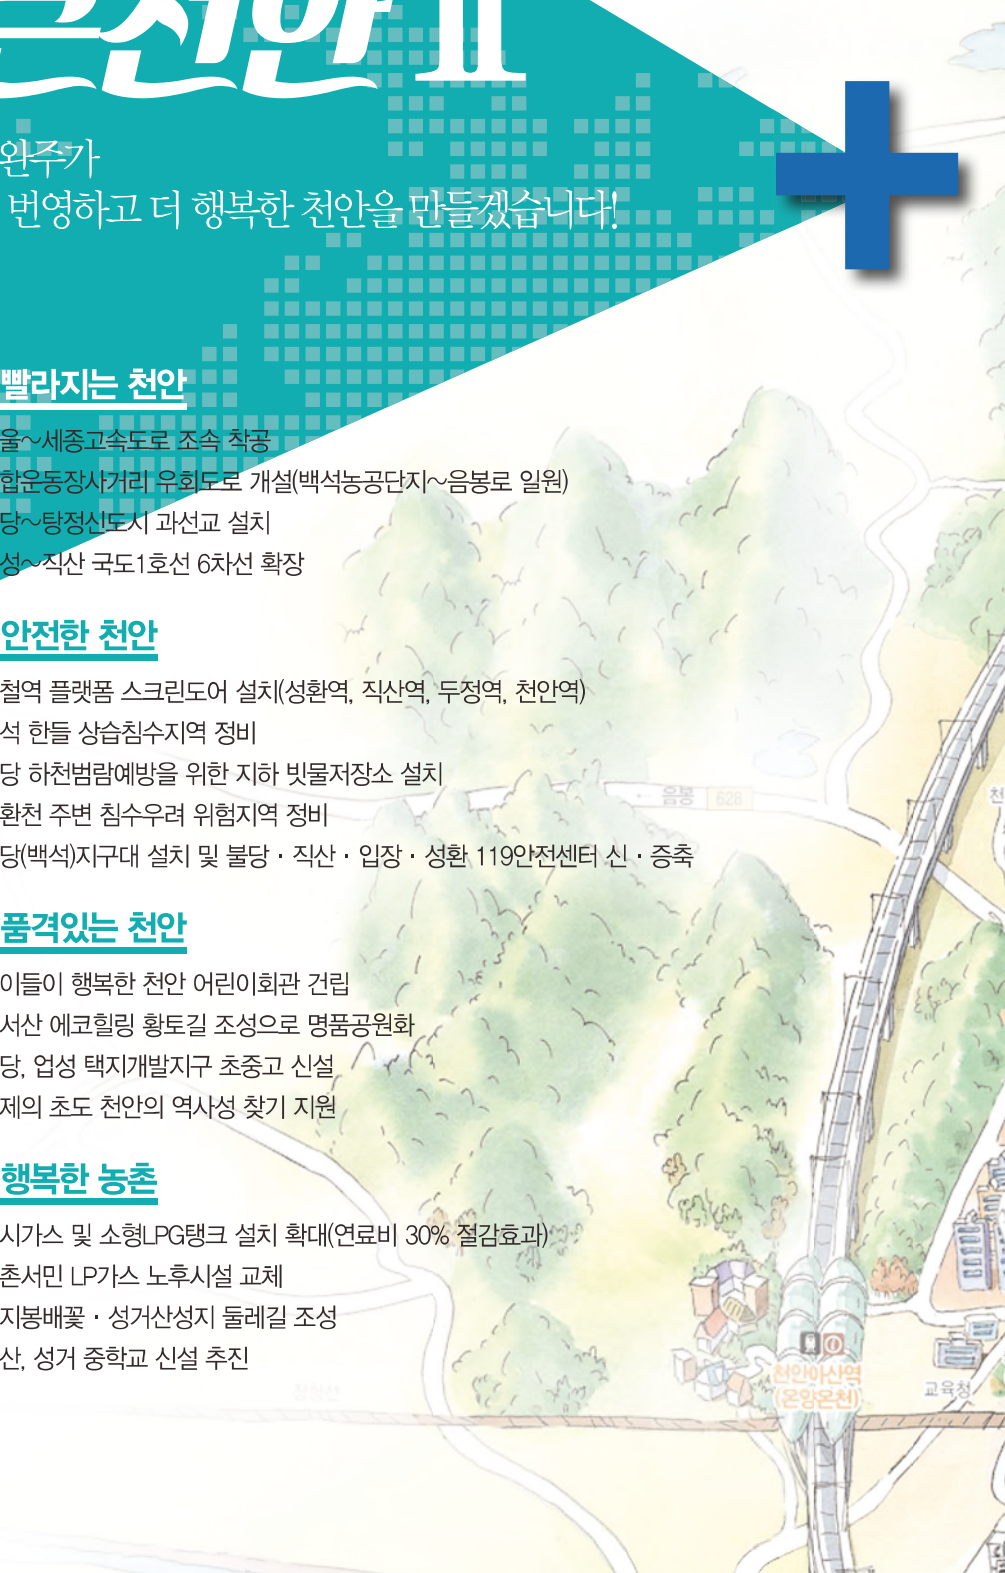 큰천안 II
완주가
번영하고 더 행복한 천안을 만들겠습니다!
빨라지는 천안
울~세종고속도로 조속 착공
합운동장사거리 우회도로 개설(백석농공단지~음봉로 일원)
당~탕정신도시 과선교 설치
성~직산 국도1호선 6차선 확장
안전한 천안
철역 플랫폼 스크린도어 설치(성환역, 직산역, 두정역, 천안역)
석 한들 상습침수지역 정비
당 하천범람예방을 위한 지하 빗물저장소 설치
환천 주변 침수우려 위험지역 정비
당(백석)지구대 설치 및 불당 · 직산 · 입장 · 성환 119안전센터 신 · 증축
음봉 628
천
품격있는 천안
이들이 행복한 천안 어린이회관 건립
서산 에코힐링 황토길 조성으로 명품공원화
당, 업성 택지개발지구 초중고 신설
제의 초도 천안의 역사성 찾기 지원
행복한 농촌
시가스 및 소형LPG탱크 설치 확대(연료비 30% 절감효과)
촌서민 LP가스 노후시설 교체
지봉배꽃 · 성거산성지 둘레길 조성
산, 성거 중학교 신설 추진
천안아산역
(온양온천)
교육청
장항선